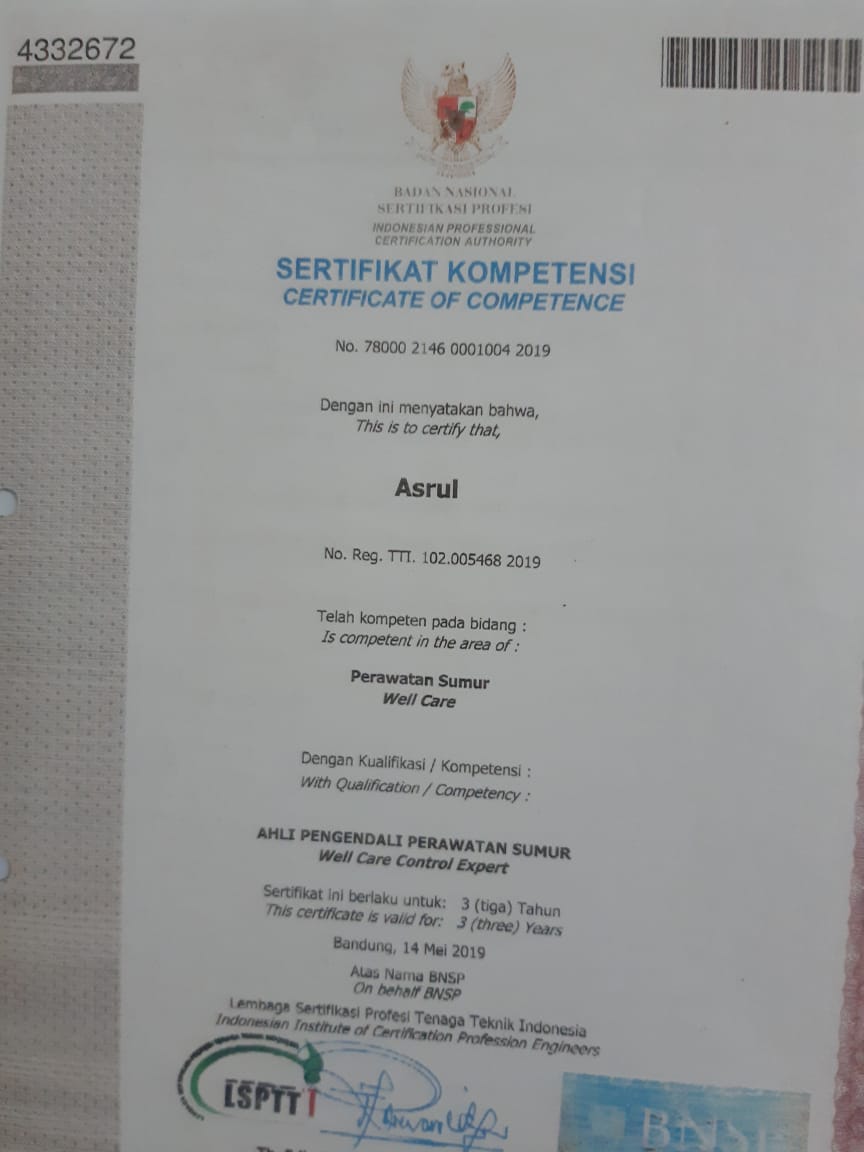 4332672
BADAN NASIONAL
SERTIFIKASI PROFESI
INDONESIAN PROFESSIONAL
CERTIFICATION AUTHORITY
SERTIFIKAT KOMPETENSI
CERTIFICATE OF COMPETENCE
No. 78000 2146 0001004 2019
Dengan ini menyatakan bahwa,
This is to certify that,
Asrul
No. Reg. TTI. 102.005468 2019
Telah kompeten pada bidang :
Is competent in the area of :
Perawatan Sumur
Well Care
Dengan Kualifikasi / Kompetensi :
With Qualification / Competency :
AHLI PENGENDALI PERAWATAN SUMUR
Well Care Control Expert
Sertifikat ini berlaku untuk: 3 (tiga) Tahun
This certificate is valid for: 3 (three) Years
Bandung, 14 Mei 2019
Atas Nama BNSP
On behalf BNSP
Lembaga Sertifikasi Profesi Tenaga Teknik Indonesia
Indonesian Institute of Certification Profession Engineers
LSPTTI
BNSP